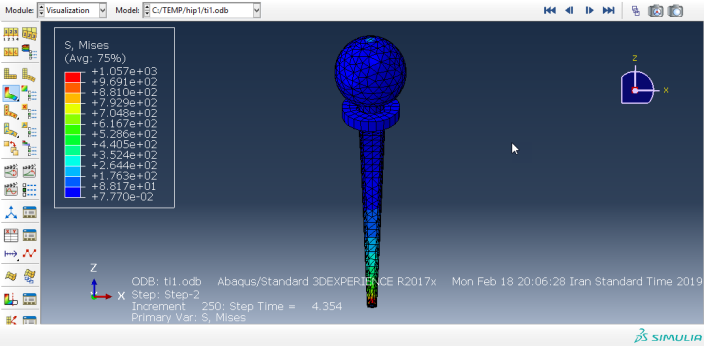 Module: Visualization Model: C:/TEMP/hip1/ti1.odb
S, Mises
(Avg: 75%)
+1.057e+03
+9.691e+02
+8.810e+02
+7.929e+02
+7.048e+02
+6.167e+02
+5.286e+02
+4.405e+02
+3.524e+02
+2.644e+02
+1.763e+02
+8.817e+01
+7.770e-02
Z
X
Z
X
ODB: ti1.odb Abaqus/Standard 3DEXPERIENCE R2017x Mon Feb 18 20:06:28 Iran Standard Time 2019
Step: Step-2
Increment 250: Step Time = 4.354
Primary Var: S, Mises
SIMULIA